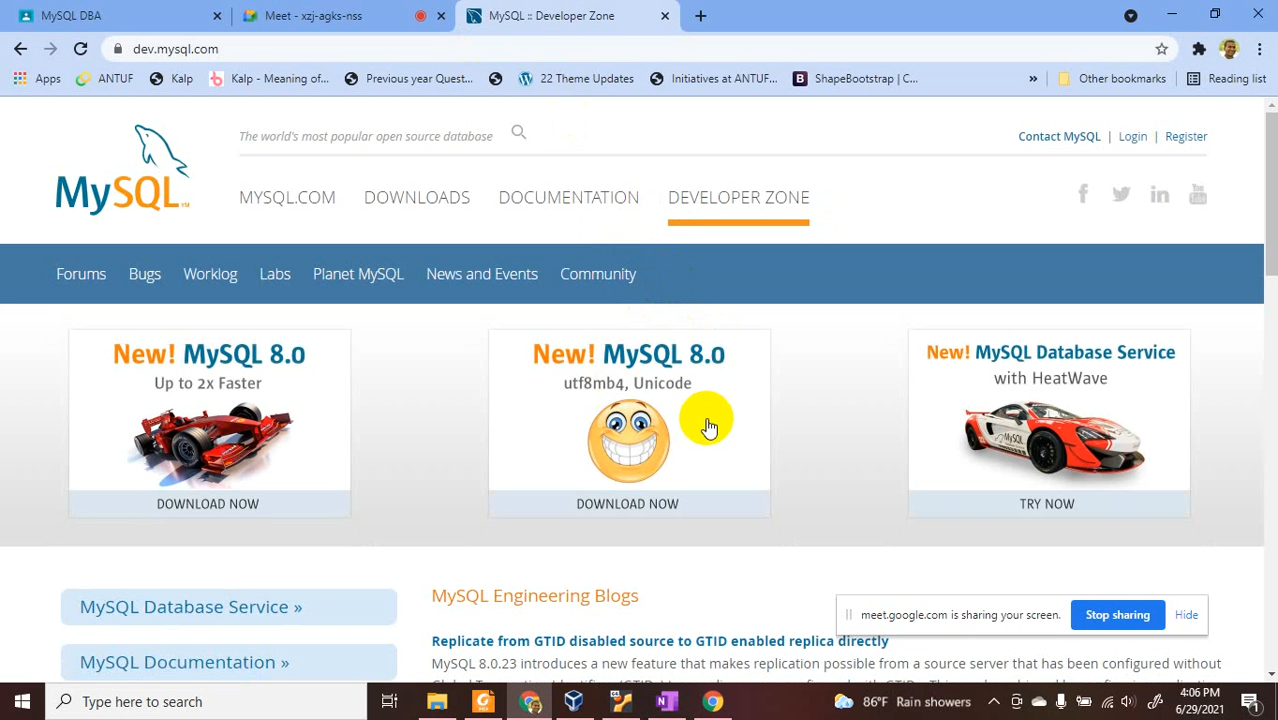 MySQL DBA
Meet - xzj-agks-nss
MySQL :: Developer Zone
dev.mysql.com
Apps
ANTUF
Kalp
Kalp - Meaning of...
Previous year Quest...
22 Theme Updates
Initiatives at ANTUF...
ShapeBootstrap | C...
Other bookmarks
Reading list
The world's most popular open source database
Contact MySQL | Login | Register
MySQL™
MYSQL.COM DOWNLOADS DOCUMENTATION DEVELOPER ZONE
Forums Bugs Worklog Labs Planet MySQL News and Events Community
New! MySQL 8.0
Up to 2x Faster
DOWNLOAD NOW
New! MySQL 8.0
utf8mb4, Unicode
DOWNLOAD NOW
New! MySQL Database Service
with HeatWave
MySQL
TRY NOW
MySQL Database Service »
MySQL Documentation »
MySQL Engineering Blogs
Replicate from GTID disabled source to GTID enabled replica directly
MySQL 8.0.23 introduces a new feature that makes replication possible from a source server that has been configured without
meet.google.com is sharing your screen.
Stop sharing
Hide
Type here to search
86°F Rain showers
4:06 PM
6/29/2021
1